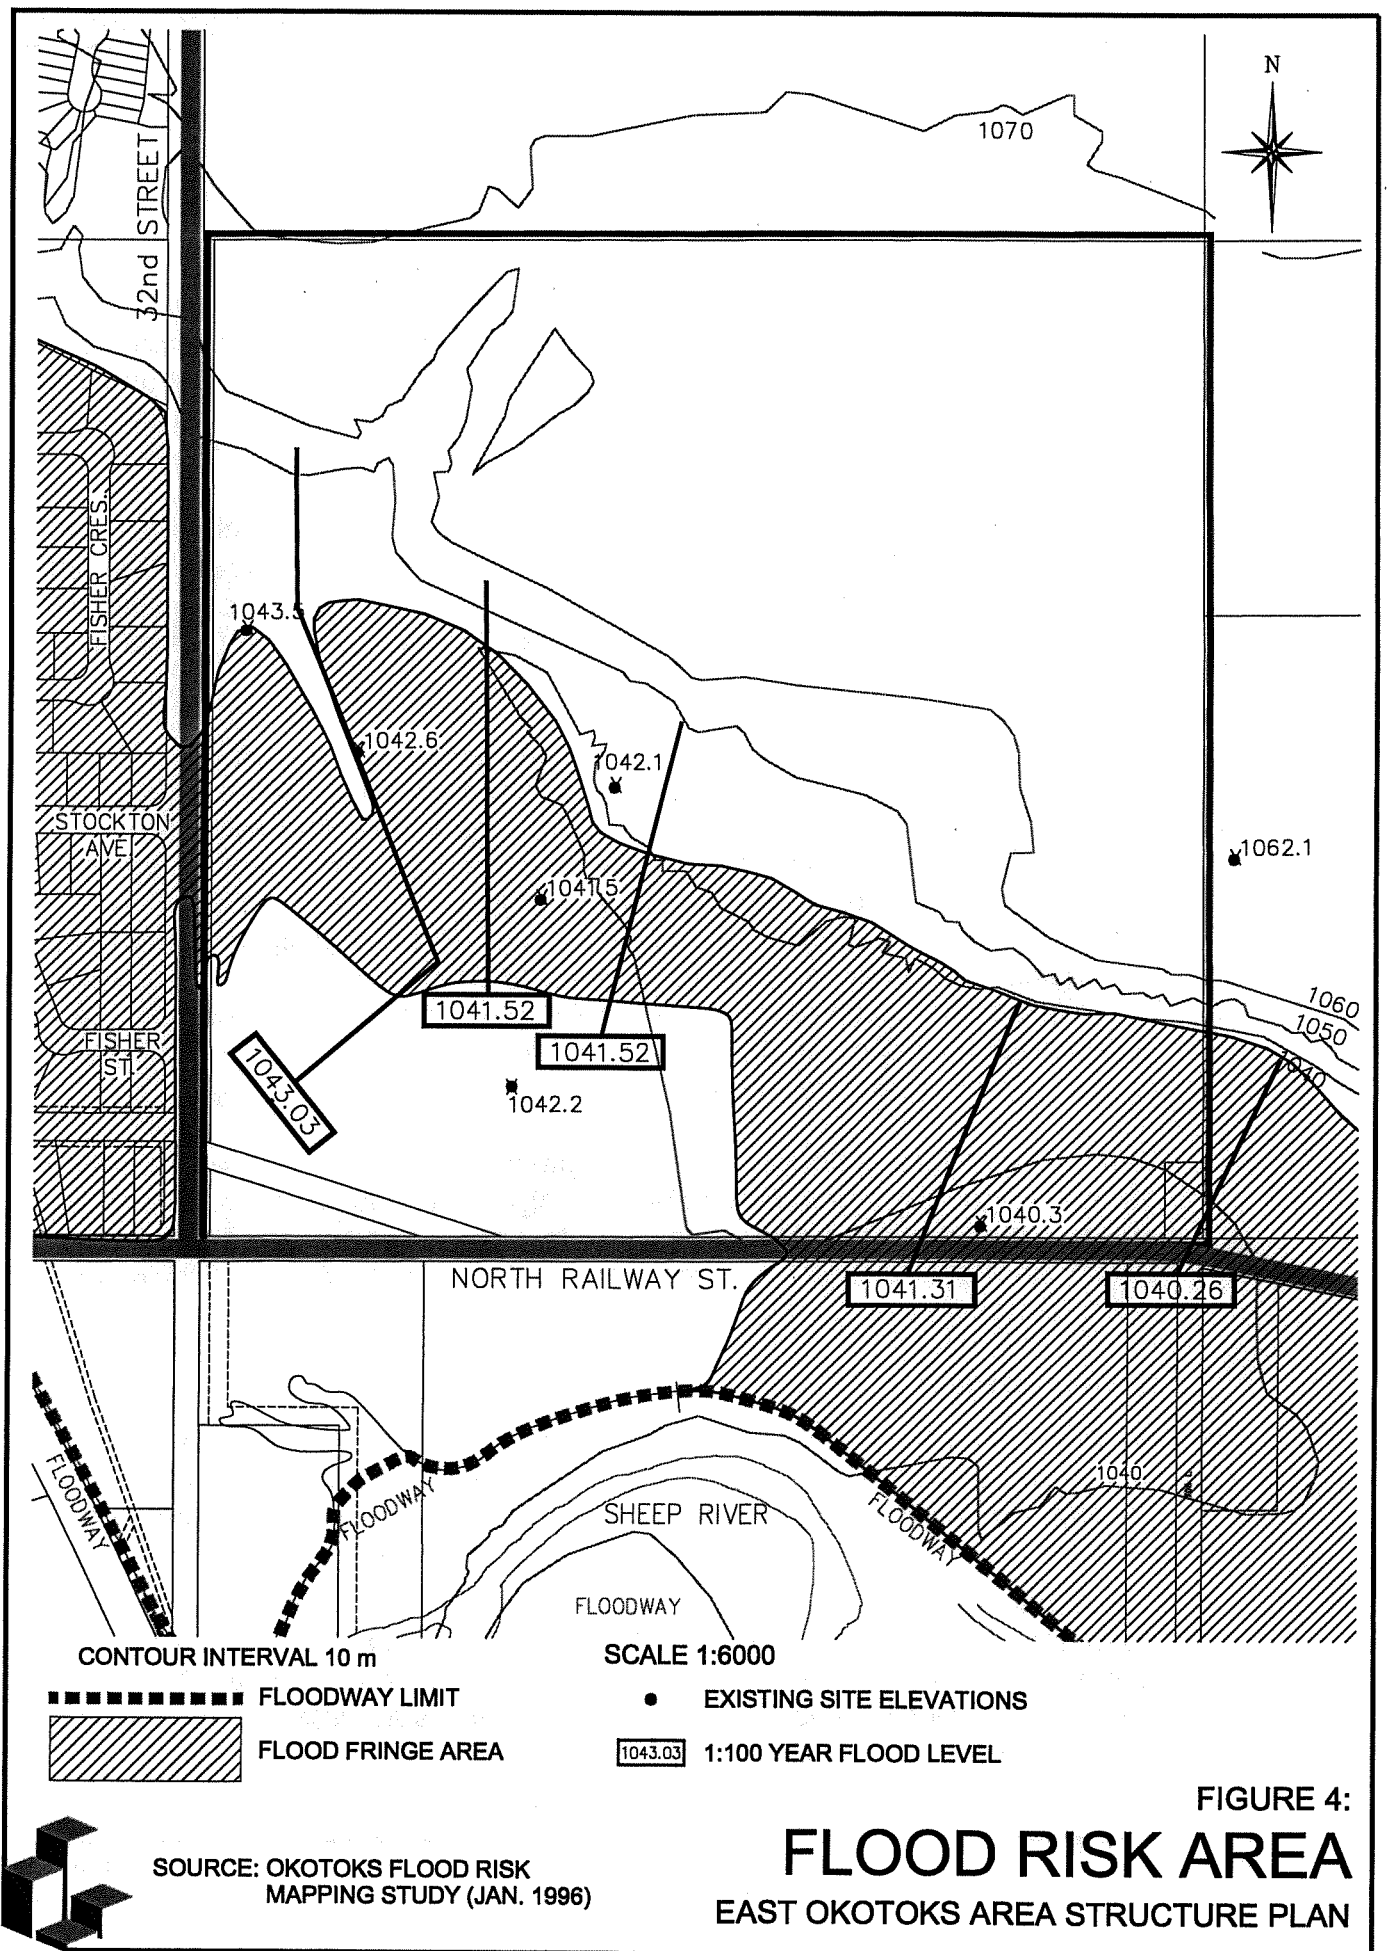 N
1070
32nd STREET
FISHER CRES.
1043.5
1042.6
1042.1
STOCKTON
AVE
1062.1
1041.5
1041.52
1041.52
1060
1050
1040
FISHER
ST.
1043.03
1042.2
1040.3
NORTH RAILWAY ST.
1041.31
1040.26
FLOODWAY
FLOODWAY
SHEEP RIVER
FLOODWAY
1040
FLOODWAY
CONTOUR INTERVAL 10 m
SCALE 1:6000
FLOODWAY LIMIT
EXISTING SITE ELEVATIONS
FLOOD FRINGE AREA
1043.03 1:100 YEAR FLOOD LEVEL
FIGURE 4:
FLOOD RISK AREA
EAST OKOTOKS AREA STRUCTURE PLAN
SOURCE: OKOTOKS FLOOD RISK
MAPPING STUDY (JAN. 1996)